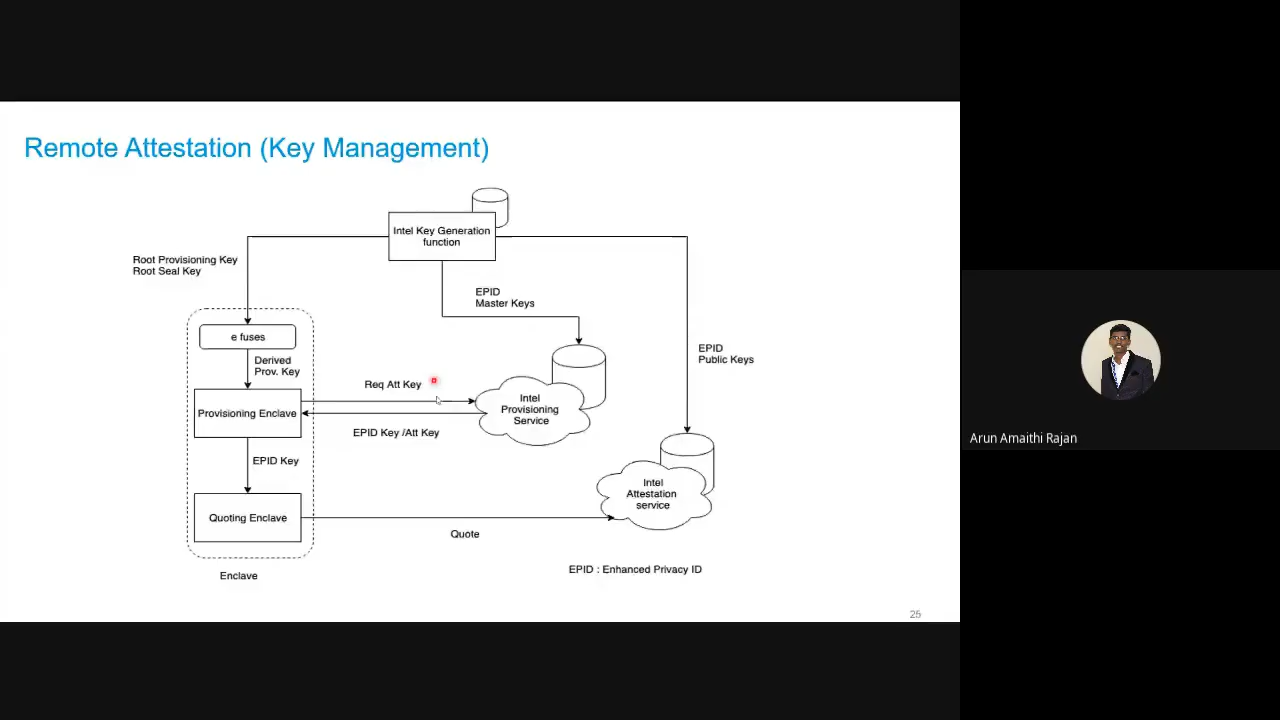 Remote Attestation (Key Management)
Intel Key Generation
function
Root Provisioning Key
Root Seal Key
EPID
Master Keys
e fuses
EPID
Public Keys
Derived
Prov. Key
Req Att Key
Provisioning Enclave
Intel
Provisioning
Service
EPID Key /Att Key
EPID Key
Intel
Attestation
service
Quoting Enclave
Quote
Enclave
EPID : Enhanced Privacy ID
26
Arun Amaithi Rajan